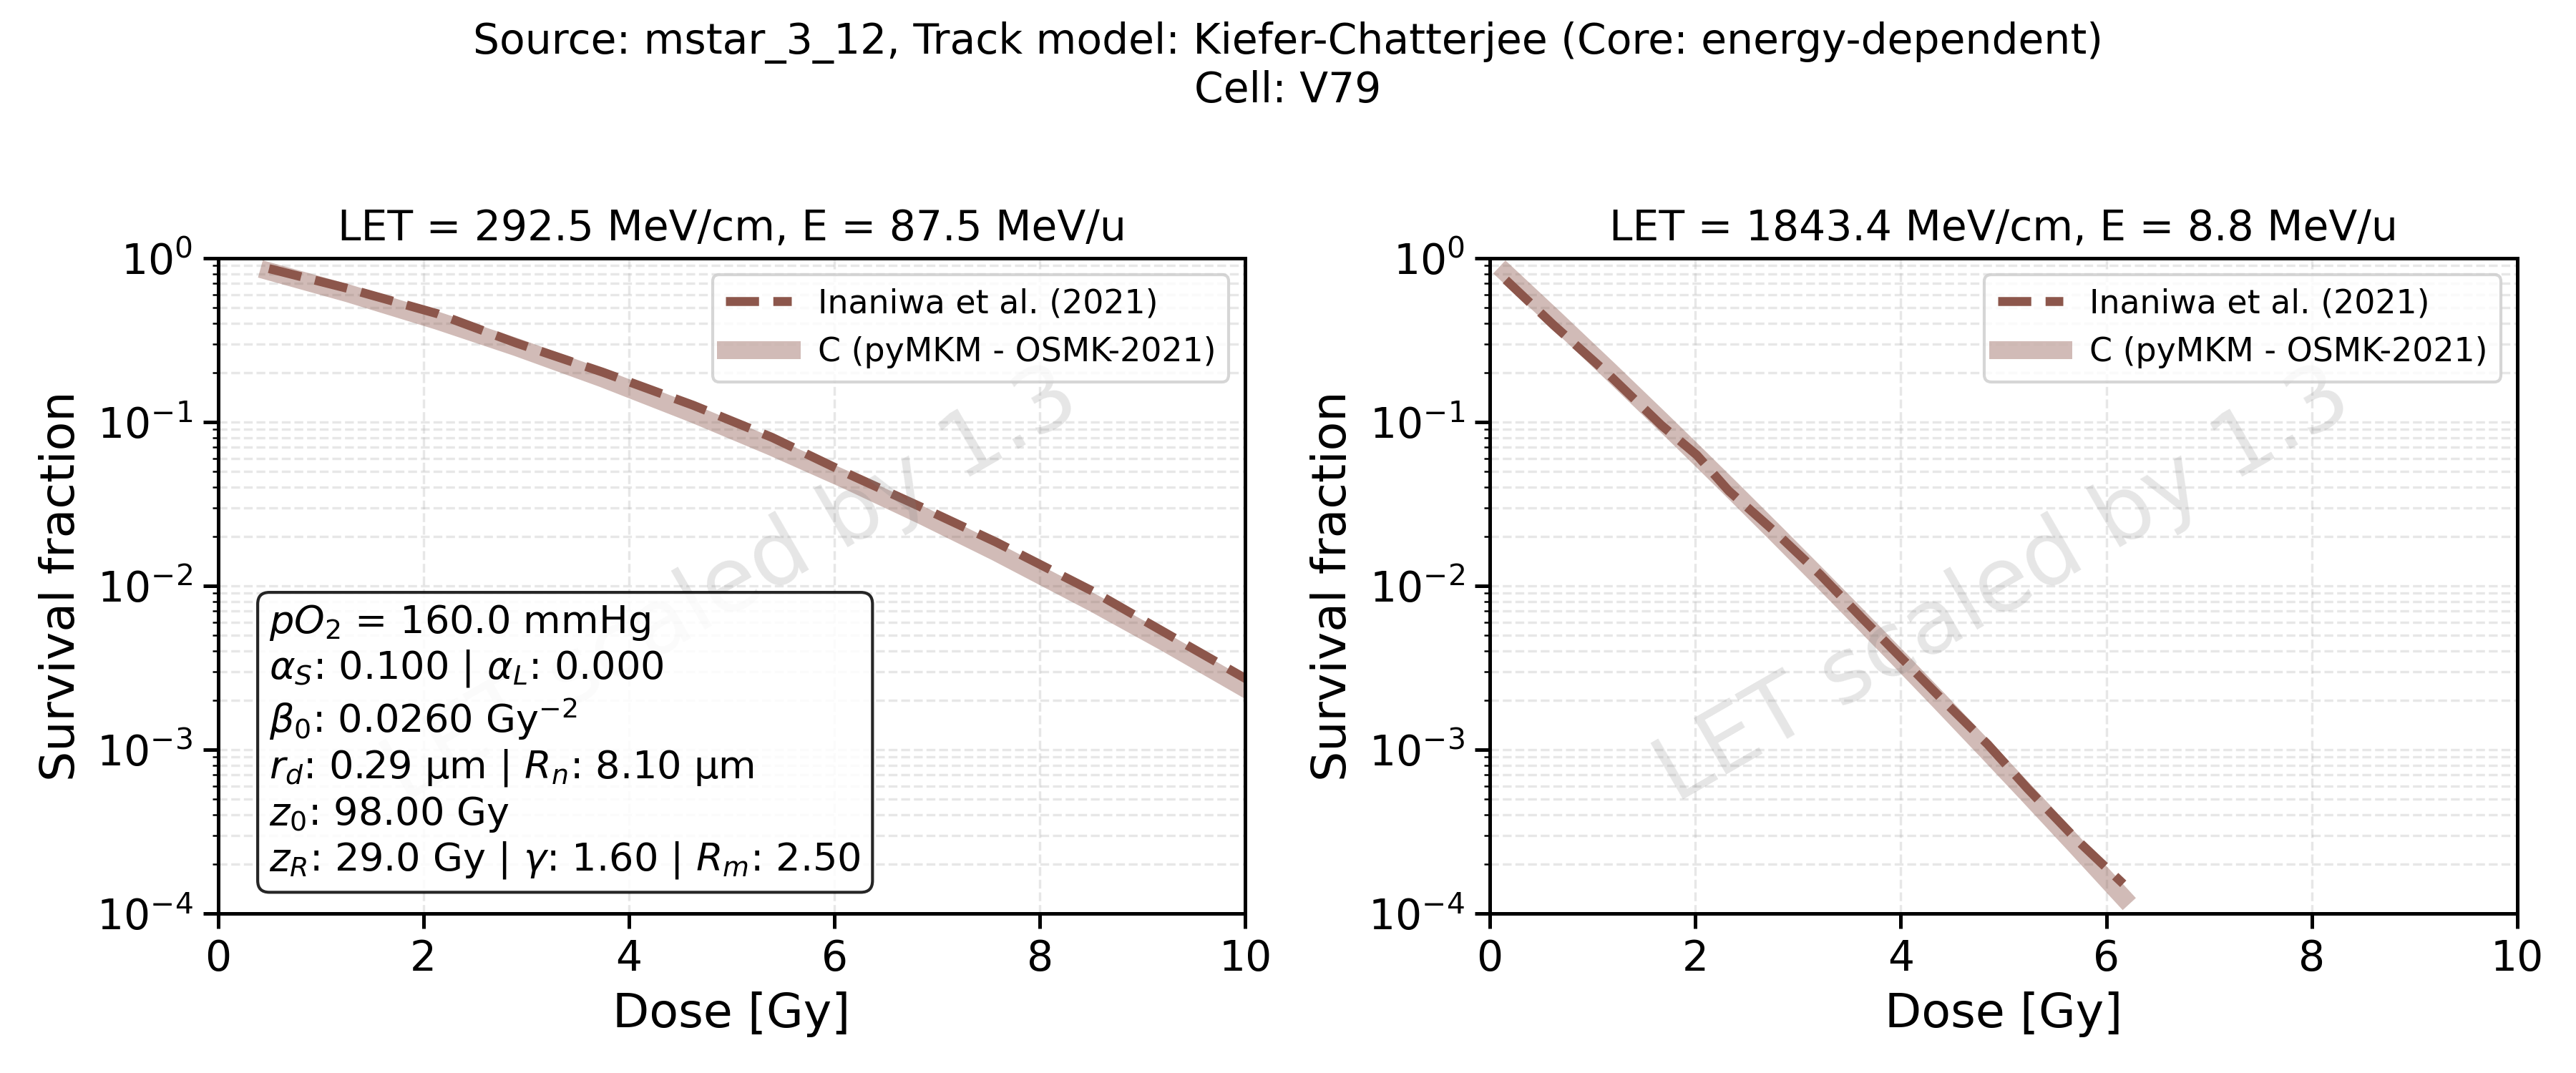 Source: mstar_3_12, Track model: Kiefer-Chatterjee (Core: energy-dependent)
Cell: V79
LET = 292.5 MeV/cm, E = 87.5 MeV/u
Survival fraction
10⁰
10⁻¹
10⁻²
10⁻³
10⁻⁴
Inaniwa et al. (2021)
C (pyMKM - OSMK-2021)
LET scaled by 1.3
pO₂ = 160.0 mmHg
α_S: 0.100 | α_L: 0.000
β₀: 0.0260 Gy⁻²
r_d: 0.29 µm | R_n: 8.10 µm
z₀: 98.00 Gy
z_R: 29.0 Gy | γ: 1.60 | R_m: 2.50
0 2 4 6 8 10
Dose [Gy]
LET = 1843.4 MeV/cm, E = 8.8 MeV/u
Survival fraction
10⁰
10⁻¹
10⁻²
10⁻³
10⁻⁴
Inaniwa et al. (2021)
C (pyMKM - OSMK-2021)
LET scaled by 1.3
0 2 4 6 8 10
Dose [Gy]